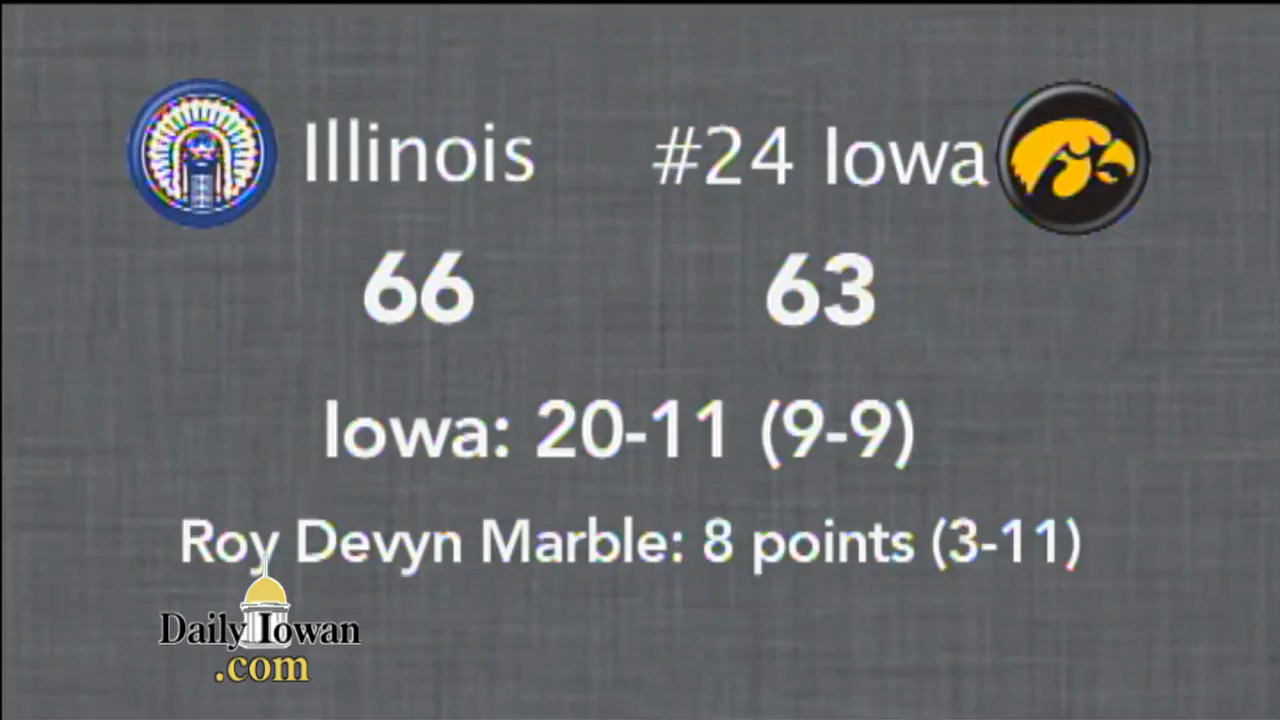 Illinois #24 Iowa
66 63
Iowa: 20-11 (9-9)
Roy Devyn Marble: 8 points (3-11)
Daily Iowan
.com